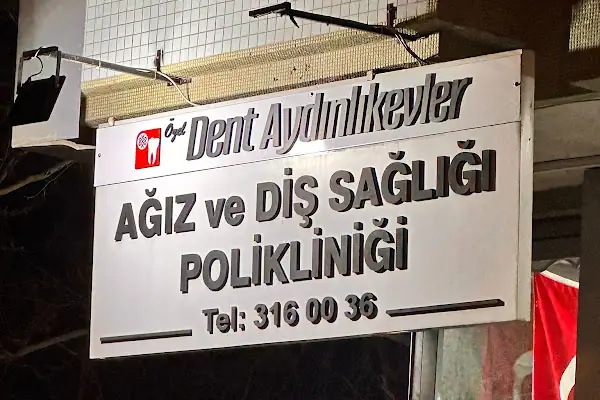 Özel Dent Aydınlıkevler
AĞIZ ve DİŞ SAĞLIĞI
POLİKLİNİĞİ
Tel: 316 00 36